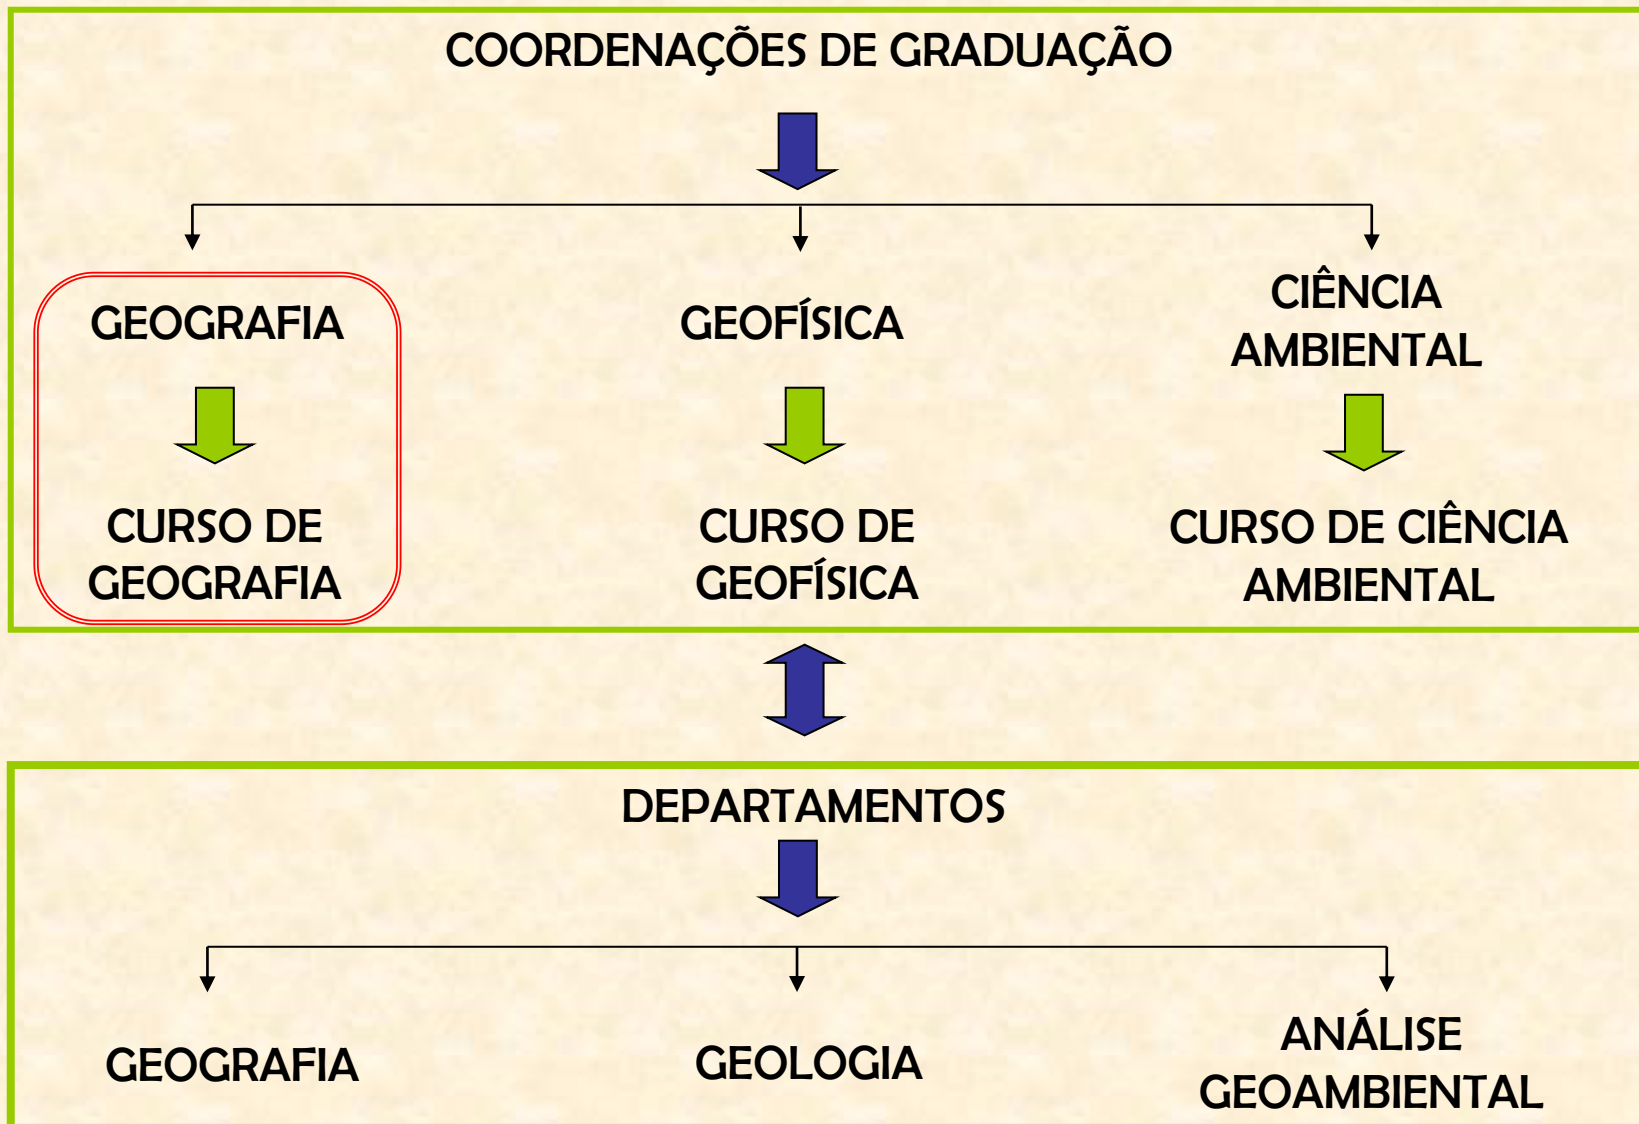 COORDENAÇÕES DE GRADUAÇÃO
GEOGRAFIA
GEOFÍSICA
CIÊNCIA
AMBIENTAL
CURSO DE
GEOGRAFIA
CURSO DE
GEOFÍSICA
CURSO DE CIÊNCIA
AMBIENTAL
DEPARTAMENTOS
GEOGRAFIA
GEOLOGIA
ANÁLISE
GEOAMBIENTAL